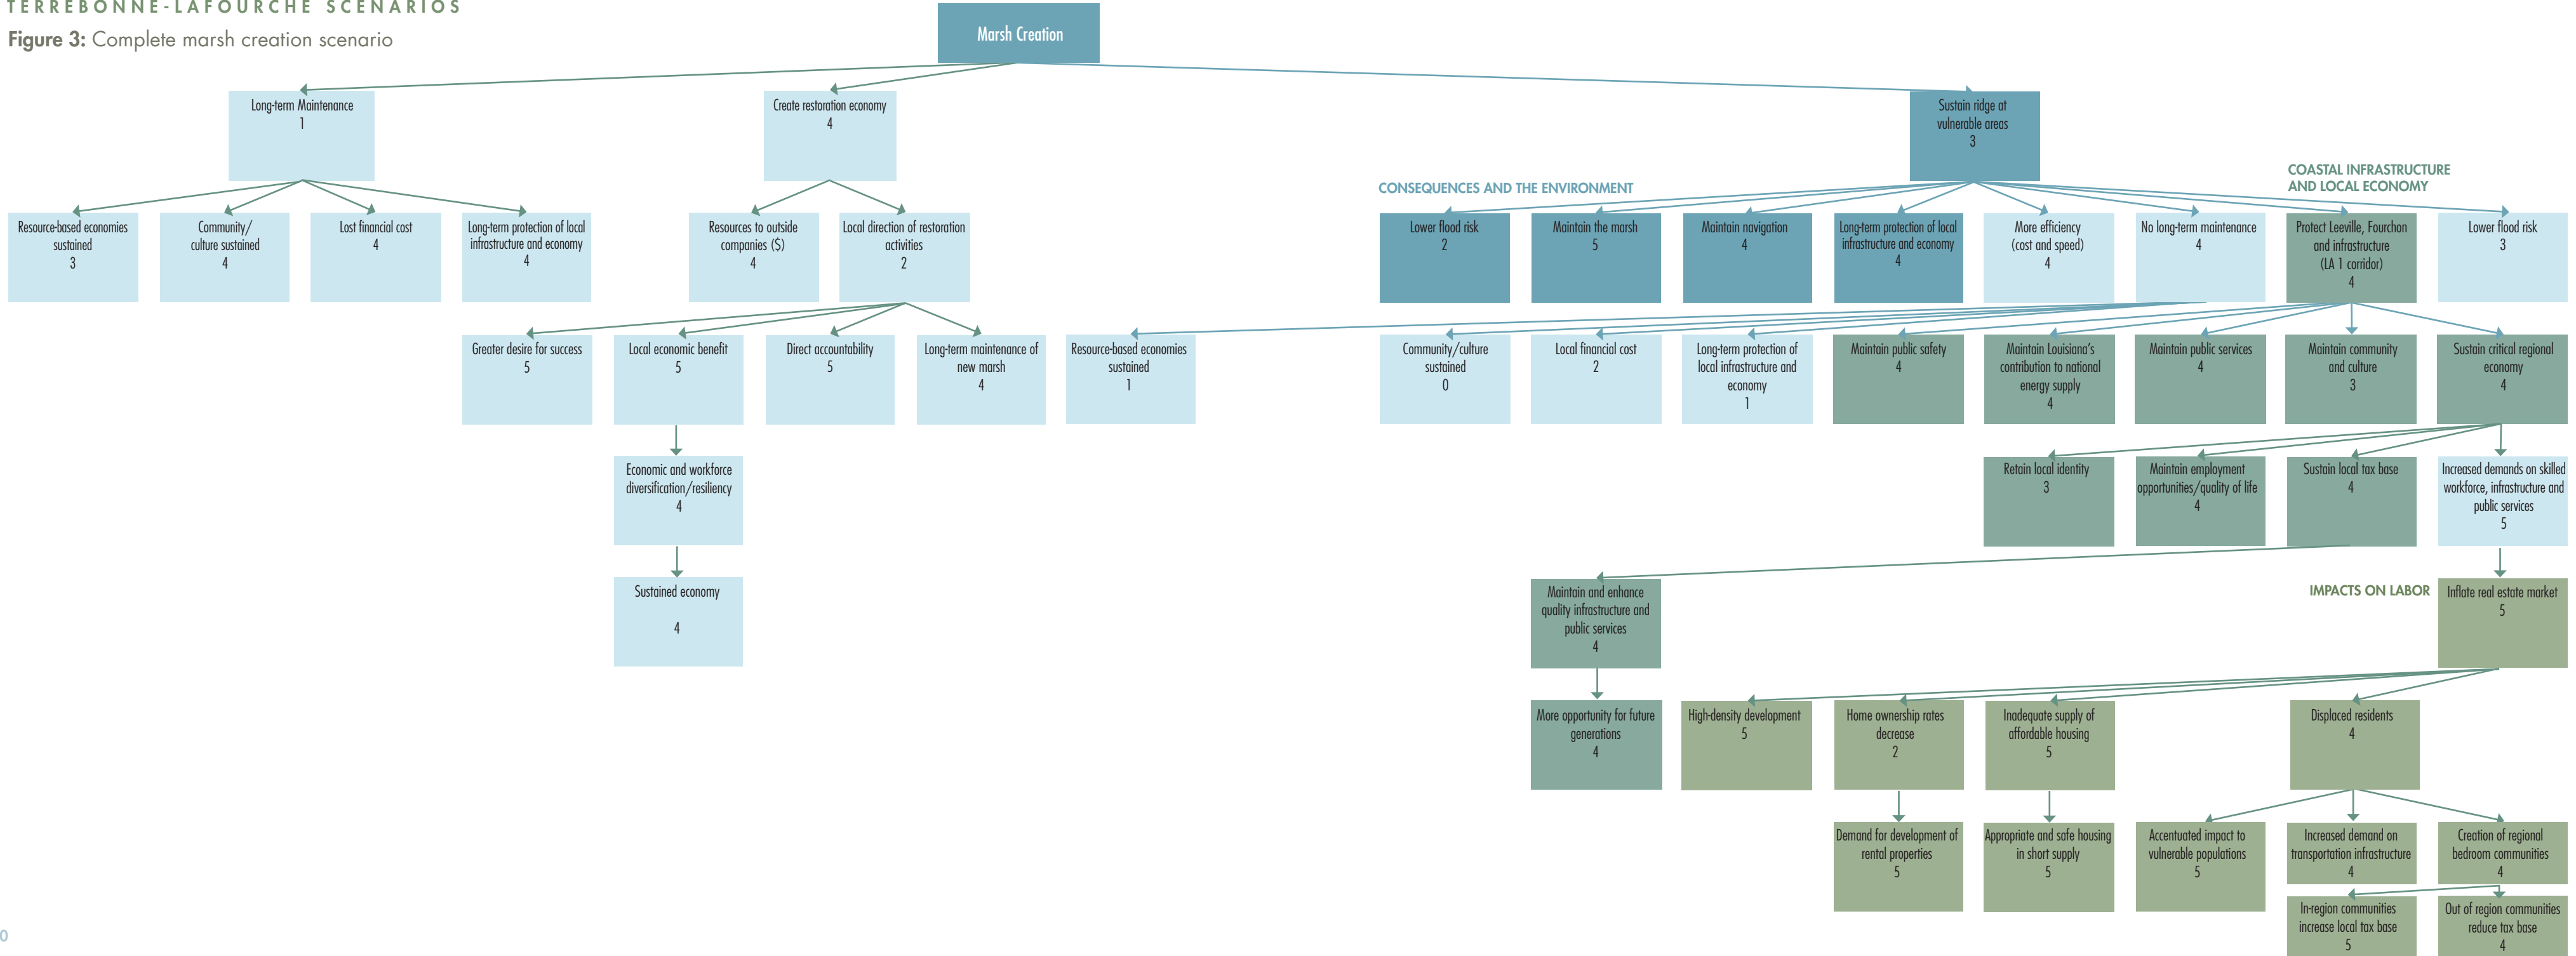 TERREBONNE-LAFOURCHE SCENARIOS
Figure 3: Complete marsh creation scenario
Marsh Creation
Long-term Maintenance
1
Create restoration economy
4
Sustain ridge at
vulnerable areas
3
CONSEQUENCES AND THE ENVIRONMENT
COASTAL INFRASTRUCTURE
AND LOCAL ECONOMY
Resource-based economies
sustained
3
Community/
culture sustained
4
Lost financial cost
4
Long-term protection of local
infrastructure and economy
4
Resources to outside
companies ($)
4
Local direction of restoration
activities
2
Lower flood risk
2
Maintain the marsh
5
Maintain navigation
4
Long-term protection of local
infrastructure and economy
4
More efficiency
(cost and speed)
4
No long-term maintenance
4
Protect Leeville, Fourchon
and infrastructure
(LA 1 corridor)
4
Lower flood risk
3
Greater desire for success
5
Local economic benefit
5
Direct accountability
5
Long-term maintenance of
new marsh
4
Resource-based economies
sustained
1
Community/culture
sustained
0
Local financial cost
2
Long-term protection of
local infrastructure and
economy
1
Maintain public safety
4
Maintain Louisiana's
contribution to national
energy supply
4
Maintain public services
4
Maintain community
and culture
3
Sustain critical regional
economy
4
Economic and workforce
diversification/resiliency
4
Retain local identity
3
Maintain employment
opportunities/quality of life
4
Sustain local tax base
4
Increased demands on skilled
workforce, infrastructure and
public services
5
Sustained economy
4
Maintain and enhance
quality infrastructure and
public services
4
IMPACTS ON LABOR
Inflate real estate market
5
More opportunity for future
generations
4
High-density development
5
Home ownership rates
decrease
2
Inadequate supply of
affordable housing
5
Displaced residents
4
Demand for development of
rental properties
5
Appropriate and safe housing
in short supply
5
Accentuated impact to
vulnerable populations
5
Increased demand on
transportation infrastructure
4
Creation of regional
bedroom communities
4
In-region communities
increase local tax base
5
Out of region communities
reduce tax base
4
0